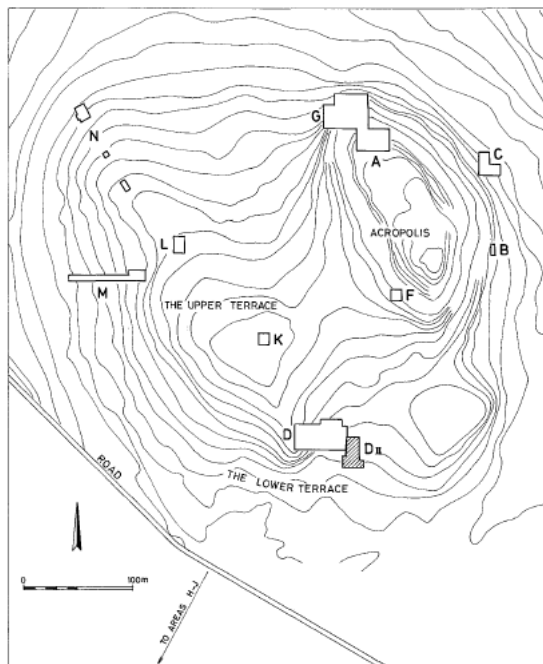 G
N
A
C
ACROPOLIS
L
B
M
THE UPPER TERRACE
F
K
D
DII
ROAD
THE LOWER TERRACE
0 100m
TO AREAS H-J